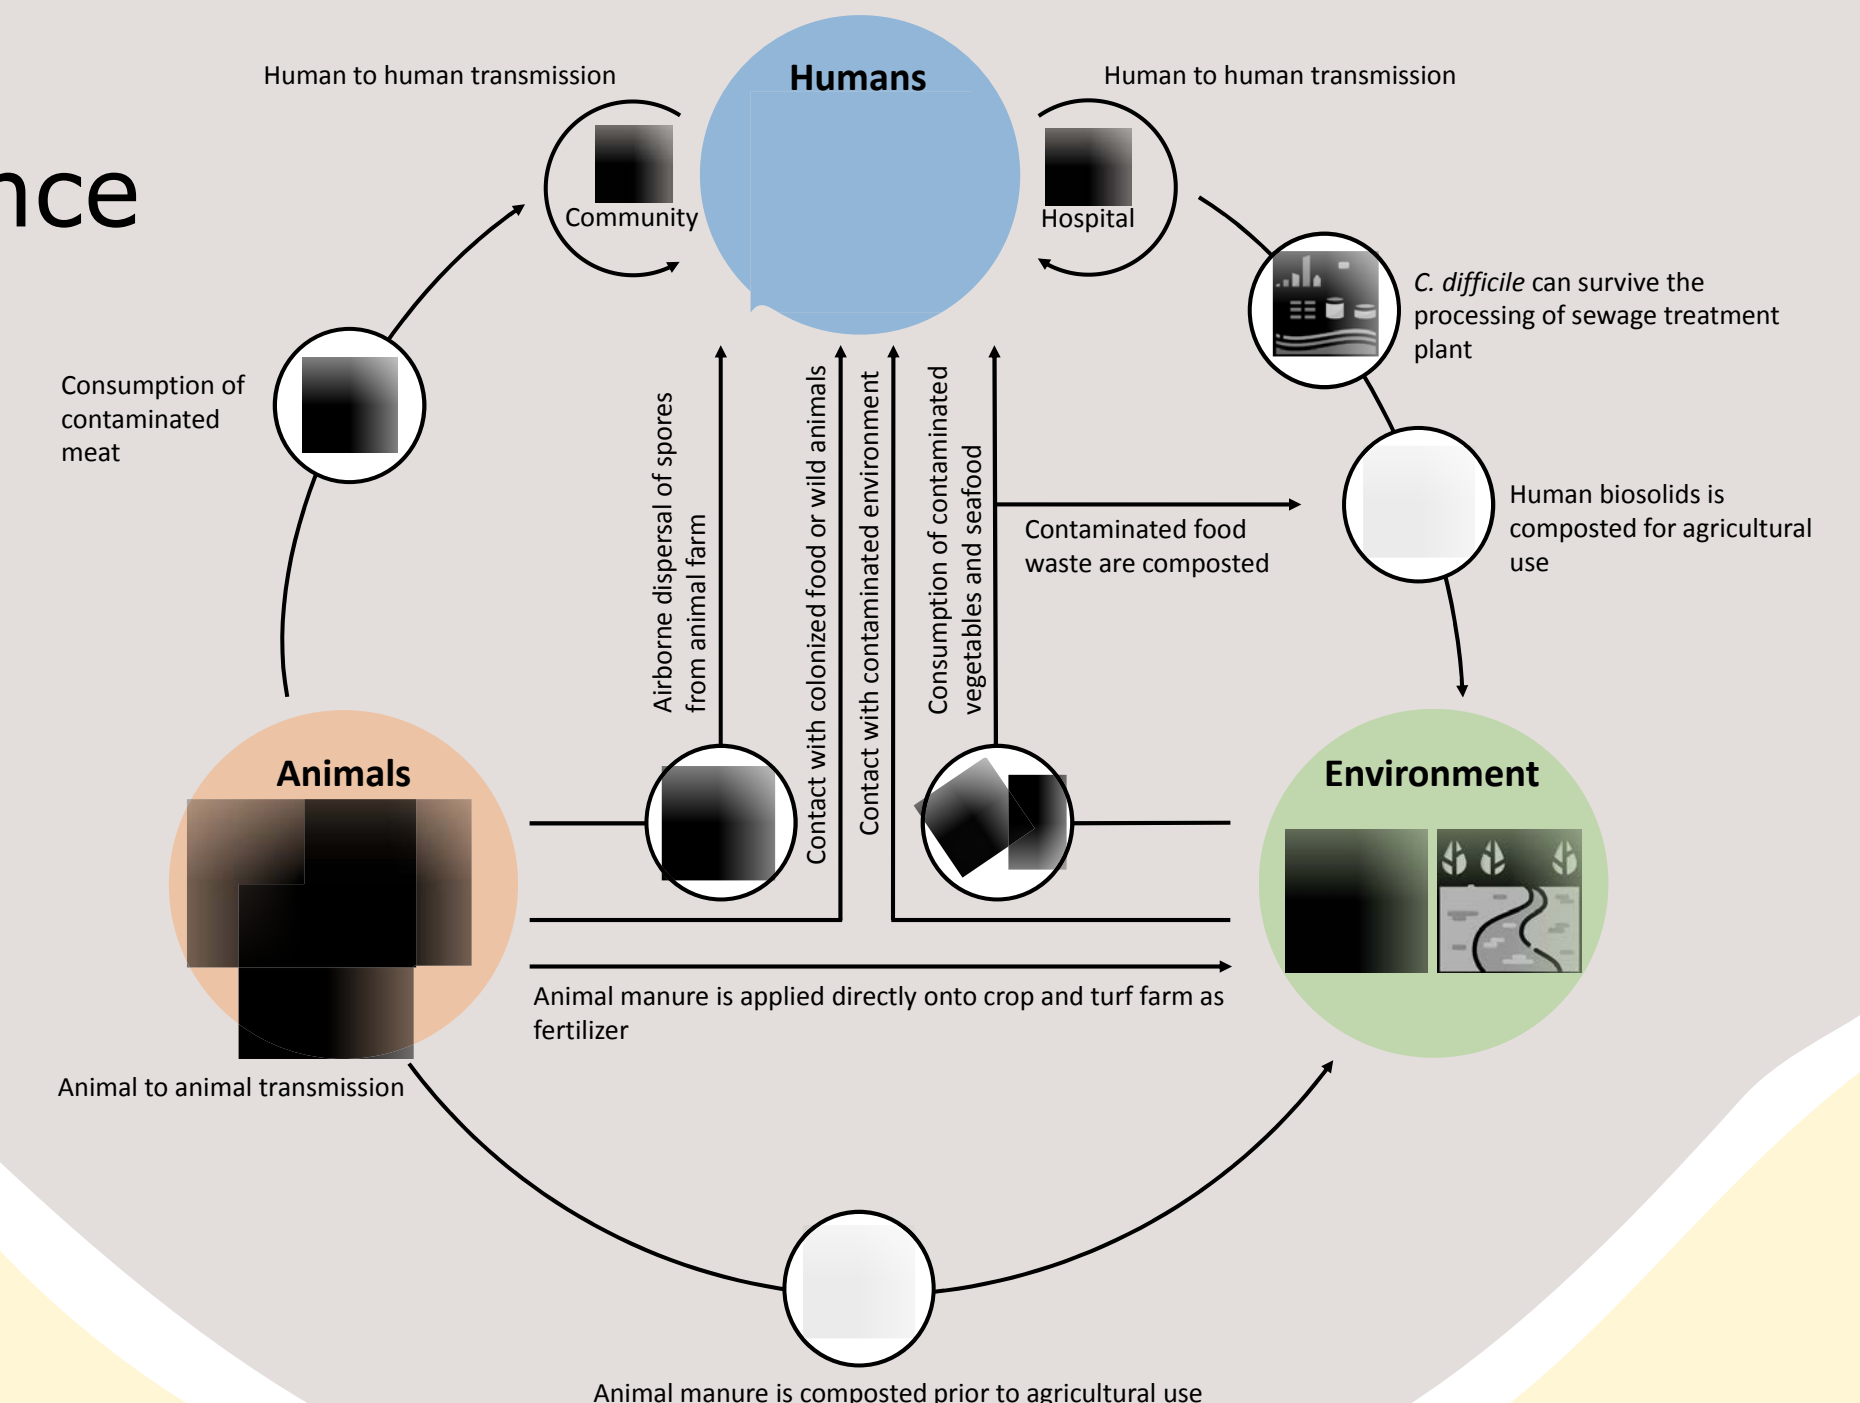 nce
Human to human transmission
Humans
Human to human transmission
Community
Hospital
C. difficile can survive the
processing of sewage treatment
plant
Consumption of
contaminated
meat
Airborne dispersal of spores
from animal farm
Contact with colonized food or wild animals
Contact with contaminated environment
Consumption of contaminated
vegetables and seafood
Contaminated food
waste are composted
Human biosolids is
composted for agricultural
use
Animals
Environment
Animal manure is applied directly onto crop and turf farm as
fertilizer
Animal to animal transmission
Animal manure is composted prior to agricultural use